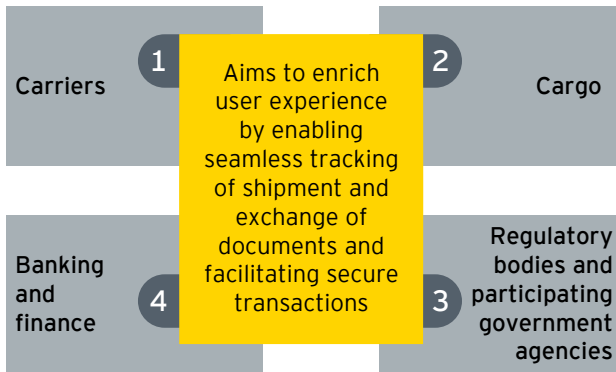 1
Carriers
2
Cargo
Aims to enrich
user experience
by enabling
seamless tracking
of shipment and
exchange of
documents and
facilitating secure
transactions
3
Regulatory
bodies and
participating
government
agencies
4
Banking
and
finance